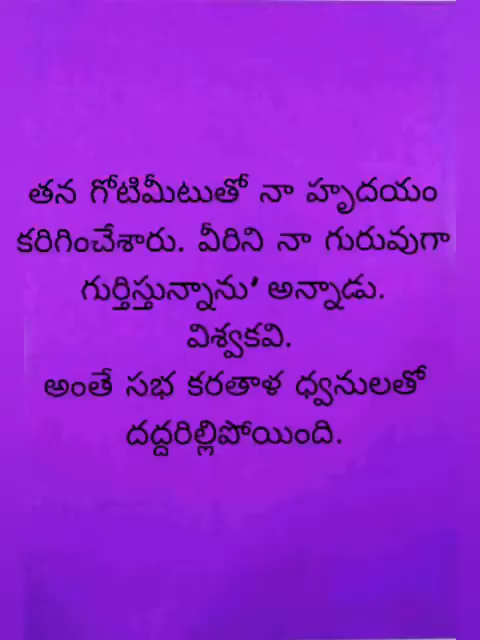 తన గోటిమీటుతో నా హృదయం
కరిగించేశారు. వీరిని నా గురువుగా
గుర్తిస్తున్నాను' అన్నాడు.
విశ్వకవి.
అంతే సభ కరతాళ ధ్వనులతో
దద్దరిల్లిపోయింది.